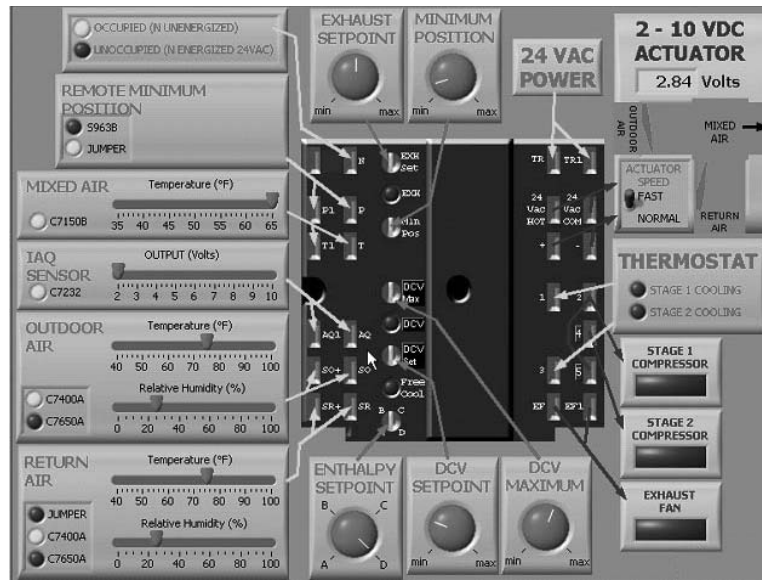 OCCUPIED (N UNENERGIZED)
UNOCCUPIED (N ENERGIZED 24VAC)
REMOTE MINIMUM
POSITION
S963B
JUMPER
MIXED AIR
Temperature (°F)
C7150B
35 40 45 50 55 60 65
IAQ
SENSOR
OUTPUT (Volts)
C7232
2 3 4 5 6 7 8 9 10
OUTDOOR
AIR
Temperature (°F)
40 50 60 70 80 90 100
Relative Humidity (%)
C7400A
C7650A
0 20 40 60 80 100
RETURN
AIR
Temperature (°F)
40 50 60 70 80 90 100
JUMPER
C7400A
C7650A
Relative Humidity (%)
0 20 40 60 80 100
EXHAUST
SETPOINT
min max
MINIMUM
POSITION
min max
24 VAC
POWER
N
EXH
Set
P1 P
EXH
T1 T
Min
Pos
DCV
Max
DCV
AQ1 AQ
DCV
Set
SO+ SO
Free
Cool
SR+ SR
B C
D
TR TR1
24
Vac
HOT
24
Vac
COM
+ -
1 2
4
3 5
EF EF1
ENTHALPY
SETPOINT
B C
A D
DCV
SETPOINT
min max
DCV
MAXIMUM
min max
2 - 10 VDC
ACTUATOR
2.84 Volts
OUTDOOR
AIR
MIXED
AIR
ACTUATOR
SPEED
FAST
NORMAL
RETURN
AIR
THERMOSTAT
STAGE 1 COOLING
STAGE 2 COOLING
STAGE 1
COMPRESSOR
STAGE 2
COMPRESSOR
EXHAUST
FAN